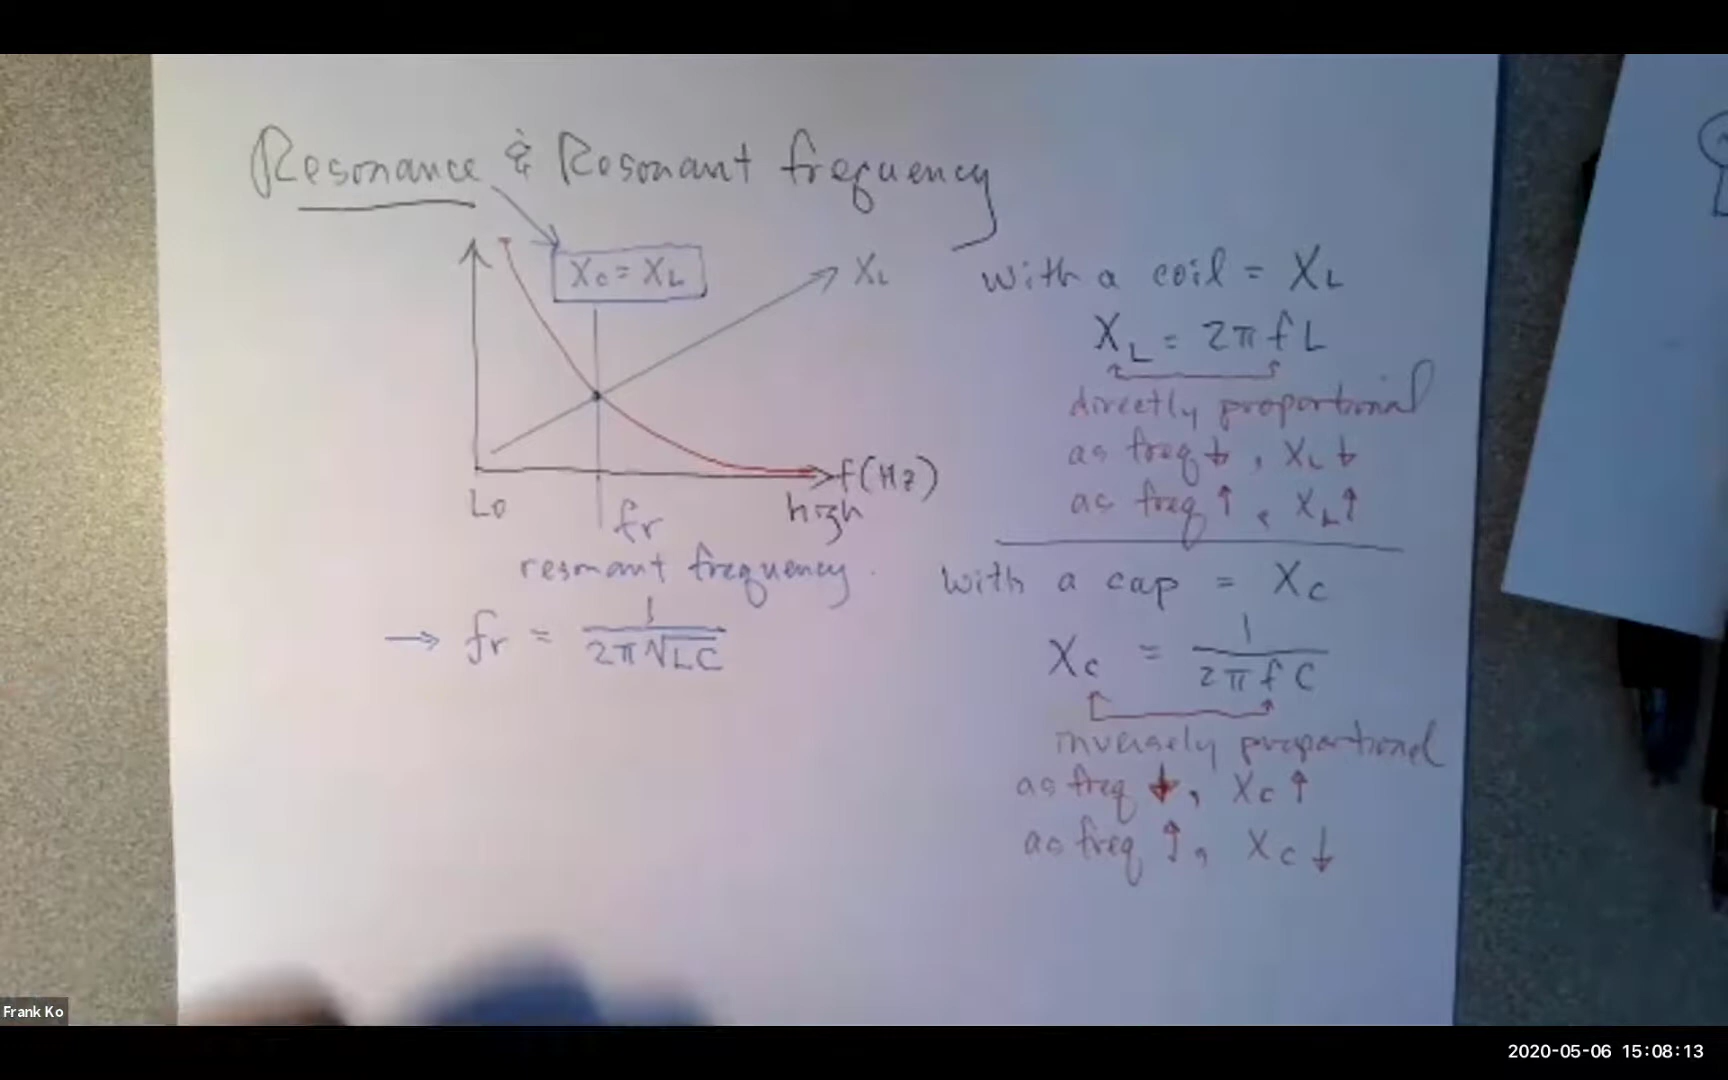 Resonance & Resonant frequency
Xc = XL
XL
f(Hz)
Lo
high
fr
resonant frequency.
→ fr = 1 / 2π√LC
with a coil = XL
XL = 2πfL
directly proportional
as freq ↓, XL ↓
as freq ↑, XL ↑
with a cap = Xc
Xc = 1 / 2πfC
inversely proportional
as freq ↓, Xc ↑
as freq ↑, Xc ↓
Frank Ko
2020-05-06 15:08:13